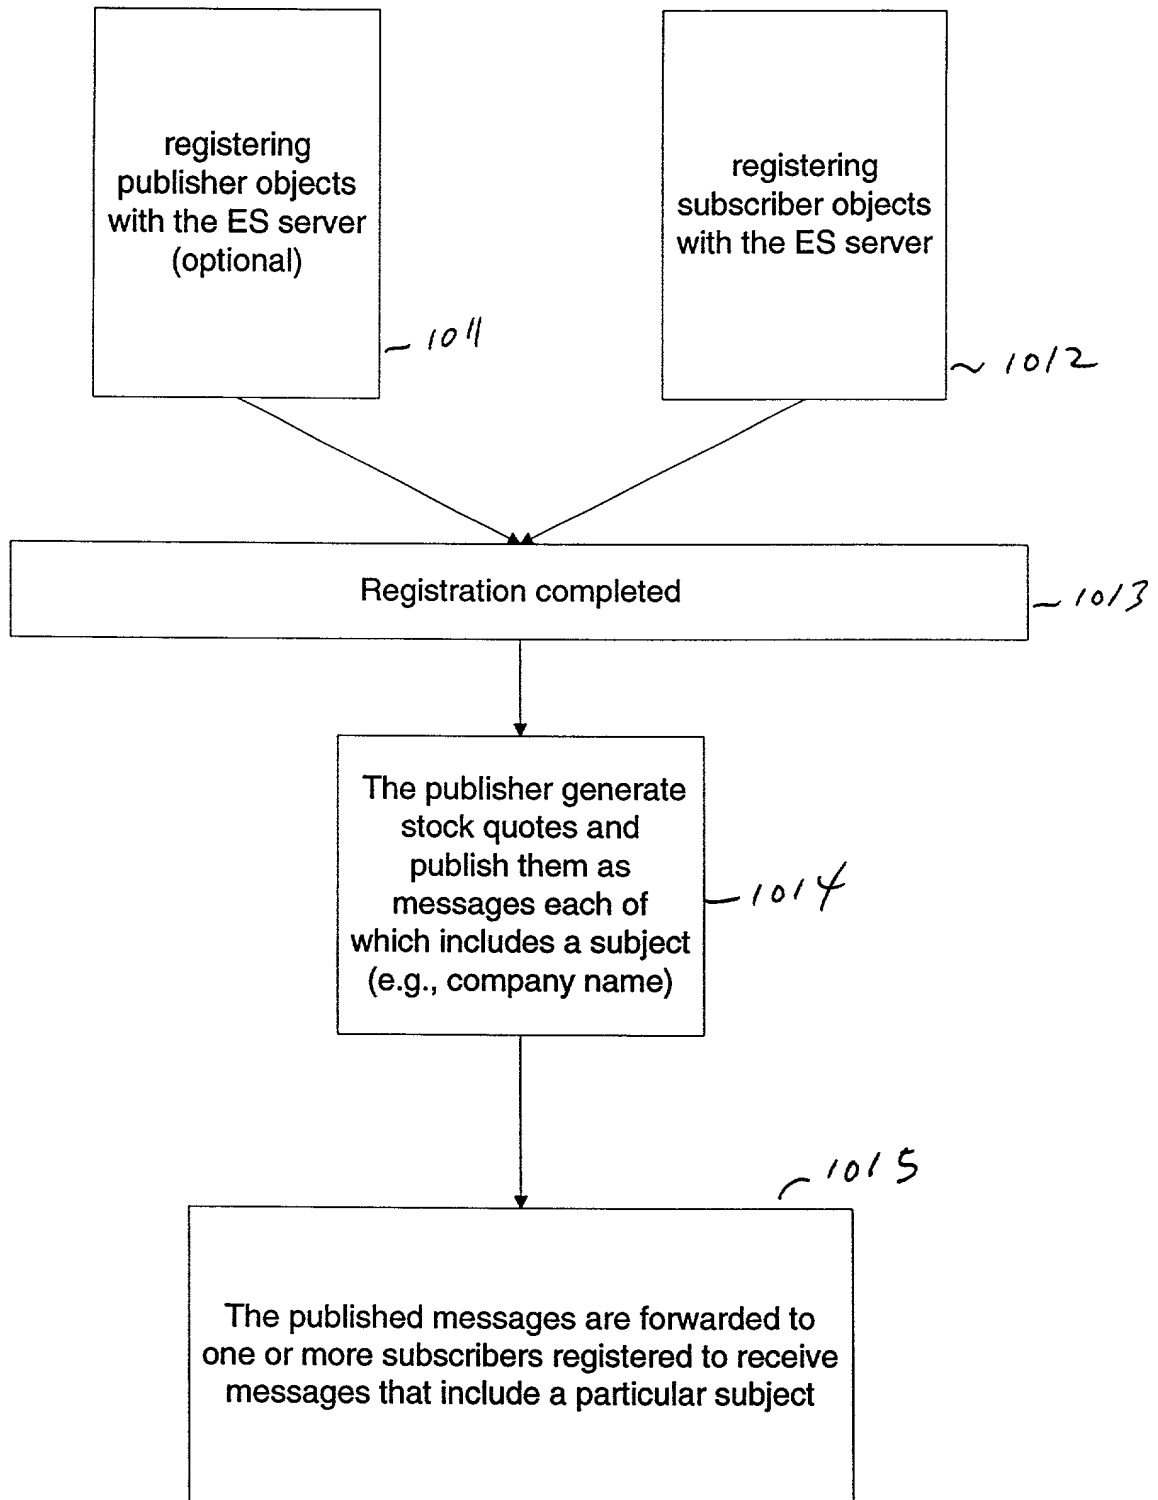 registering
publisher objects
with the ES server
(optional)
1011
registering
subscriber objects
with the ES server
1012
Registration completed
1013
The publisher generate
stock quotes and
publish them as
messages each of
which includes a subject
(e.g., company name)
1014
1015
The published messages are forwarded to
one or more subscribers registered to receive
messages that include a particular subject